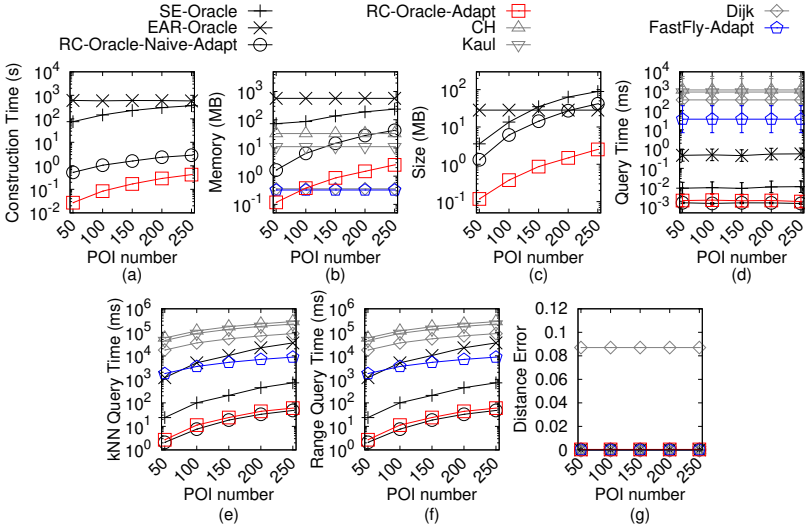 SE-Oracle
EAR-Oracle
RC-Oracle-Naive-Adapt
RC-Oracle-Adapt
CH
Kaul
Dijk
FastFly-Adapt
Construction Time (s)
10^4
10^3
10^2
10^1
10^0
10^-1
10^-2
50 100 150 200 250
POI number
(a)
Memory (MB)
10^3
10^2
10^1
10^0
10^-1
50 100 150 200 250
POI number
(b)
Size (MB)
10^2
10^1
10^0
10^-1
50 100 150 200 250
POI number
(c)
Query Time (ms)
10^4
10^3
10^2
10^1
10^0
10^-1
10^-2
10^-3
50 100 150 200 250
POI number
(d)
kNN Query Time (ms)
10^6
10^5
10^4
10^3
10^2
10^1
10^0
50 100 150 200 250
POI number
(e)
Range Query Time (ms)
10^6
10^5
10^4
10^3
10^2
10^1
10^0
50 100 150 200 250
POI number
(f)
Distance Error
0.12
0.1
0.08
0.06
0.04
0.02
0
50 100 150 200 250
POI number
(g)